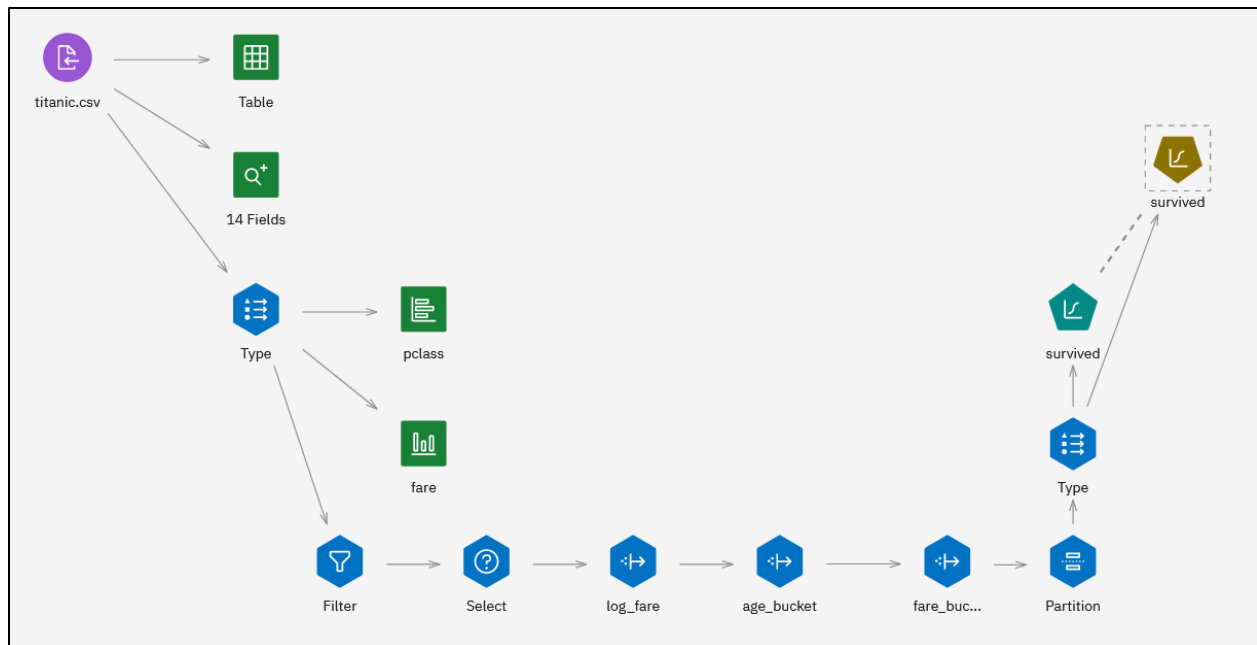 titanic.csv
Table
14 Fields
survived
Type
pclass
survived
fare
Type
Filter
Select
log_fare
age_bucket
fare_buc...
Partition